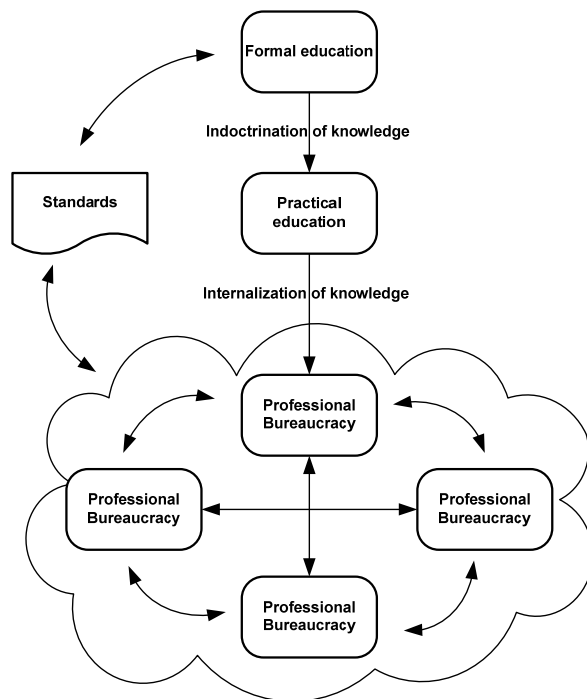 Formal education
Indoctrination of knowledge
Standards
Practical
education
Internalization of knowledge
Professional
Bureaucracy
Professional
Bureaucracy
Professional
Bureaucracy
Professional
Bureaucracy